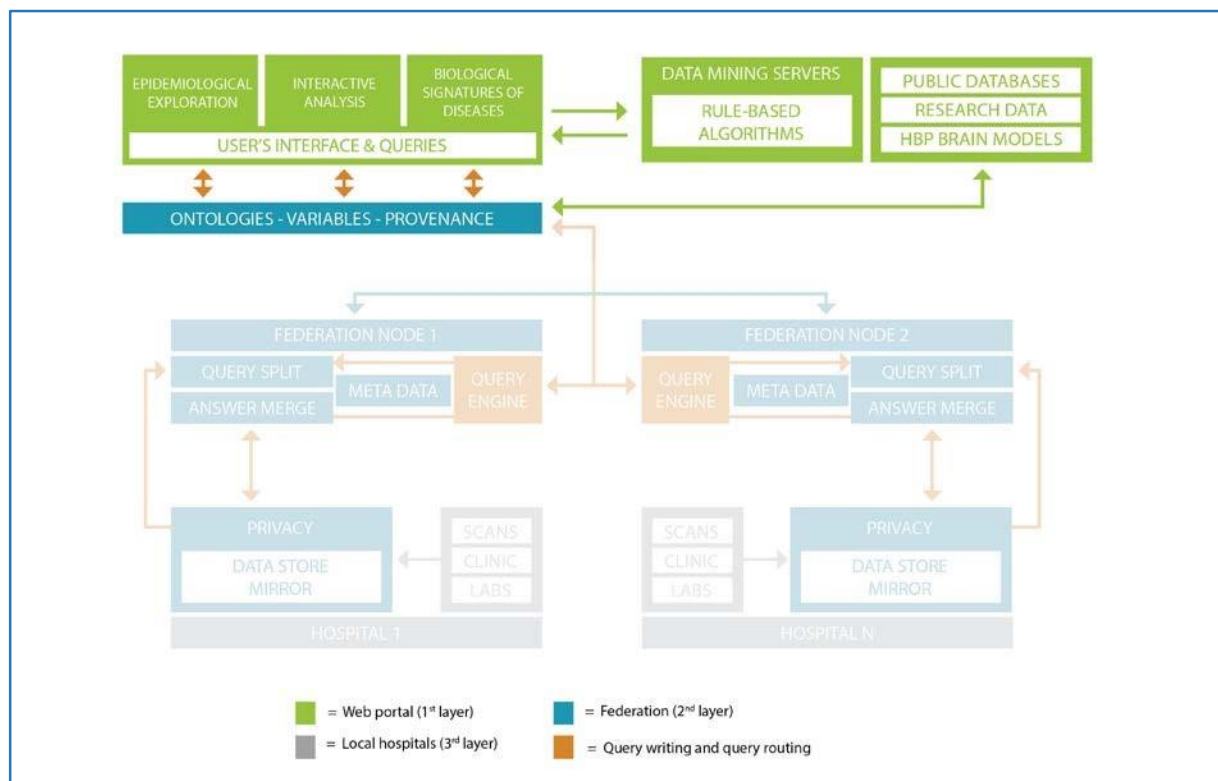 EPIDEMIOLOGICAL
EXPLORATION
INTERACTIVE
ANALYSIS
BIOLOGICAL
SIGNATURES OF
DISEASES
USER'S INTERFACE & QUERIES
DATA MINING SERVERS
RULE-BASED
ALGORITHMS
PUBLIC DATABASES
RESEARCH DATA
HBP BRAIN MODELS
ONTOLOGIES - VARIABLES - PROVENANCE
FEDERATION NODE 1
QUERY SPLIT
ANSWER MERGE
META DATA
QUERY
ENGINE
FEDERATION NODE 2
QUERY
ENGINE
META DATA
QUERY SPLIT
ANSWER MERGE
PRIVACY
DATA STORE
MIRROR
SCANS
CLINIC
LABS
HOSPITAL 1
SCANS
CLINIC
LABS
PRIVACY
DATA STORE
MIRROR
HOSPITAL N
= Web portal (1st layer)
= Federation (2nd layer)
= Local hospitals (3rd layer)
= Query writing and query routing